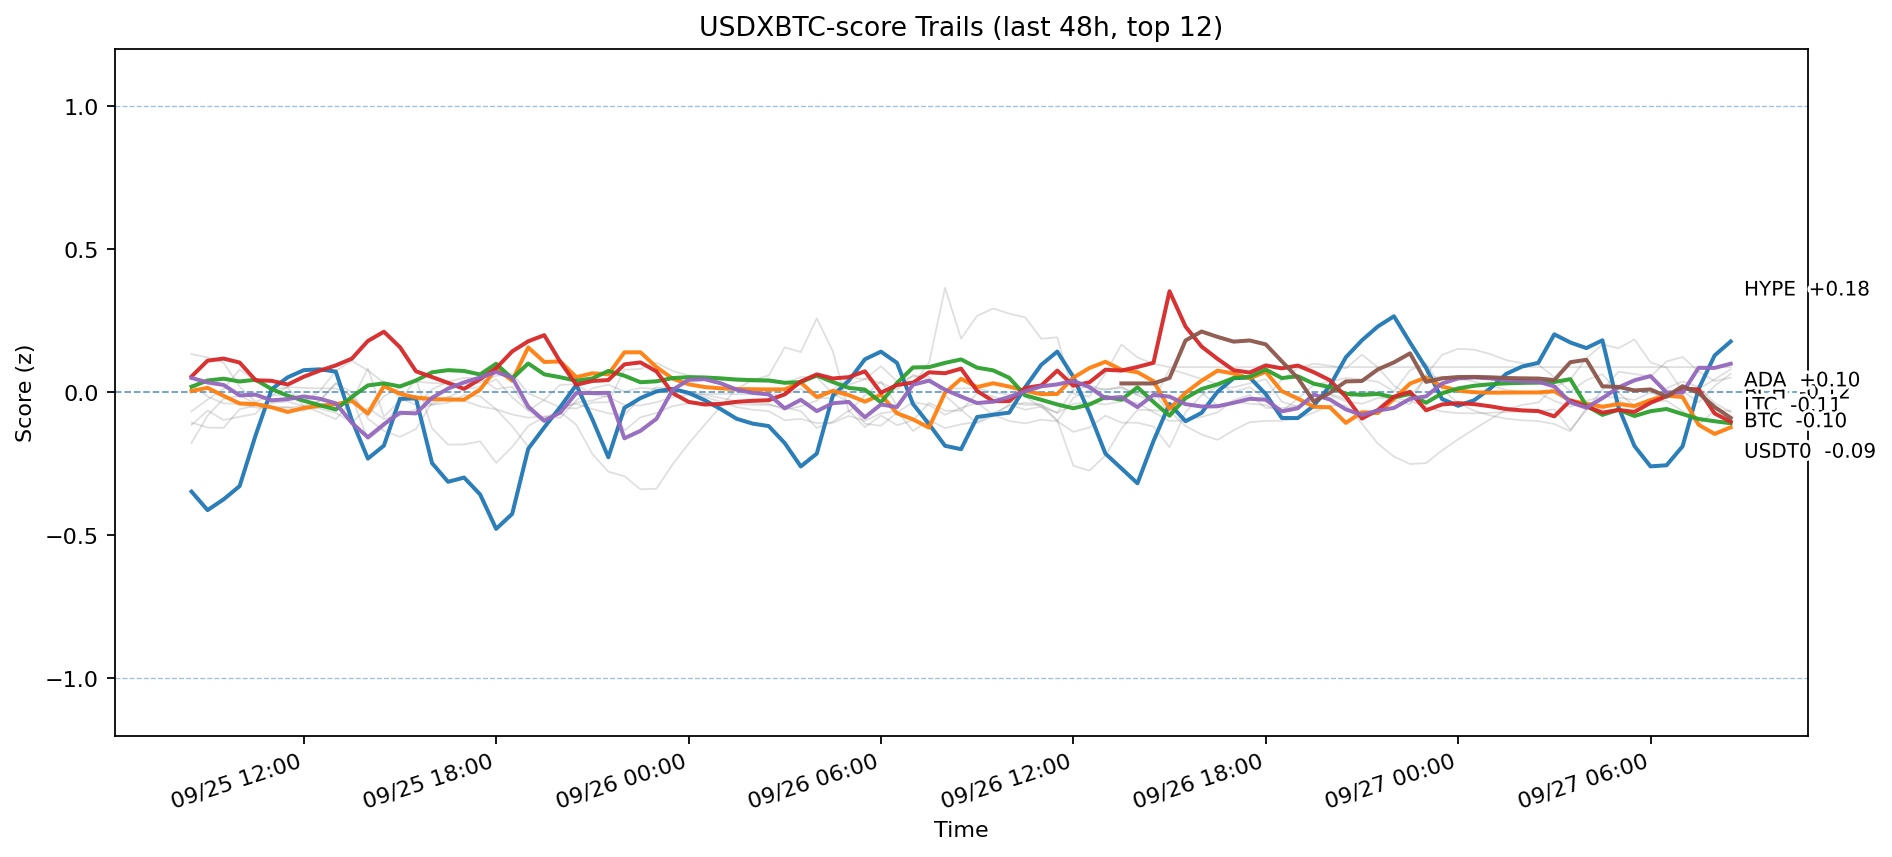 USDXBTC-score Trails (last 48h, top 12)
Score (z)
1.0
0.5
0.0
−0.5
−1.0
HYPE +0.18
ADA +0.10
LTC -0.11
BTC -0.10
USDT0 -0.09
09/25 12:00
09/25 18:00
09/26 00:00
09/26 06:00
09/26 12:00
09/26 18:00
09/27 00:00
09/27 06:00
Time